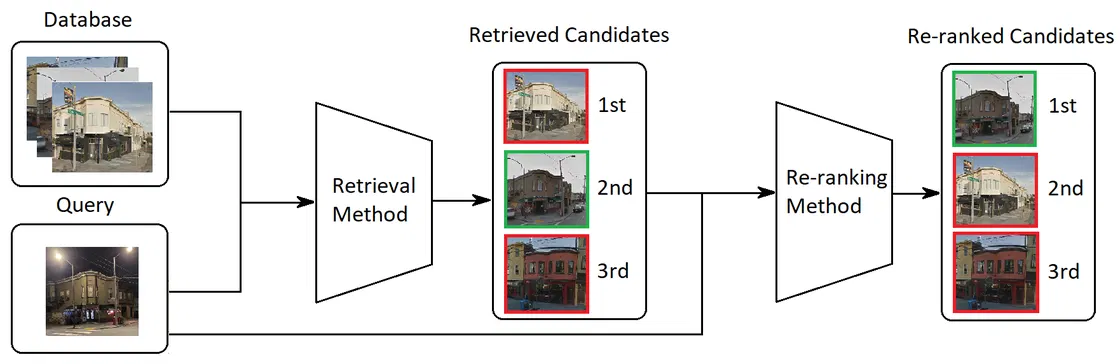 Database
Query
Retrieval
Method
Retrieved Candidates
1st
2nd
3rd
Re-ranking
Method
Re-ranked Candidates
1st
2nd
3rd